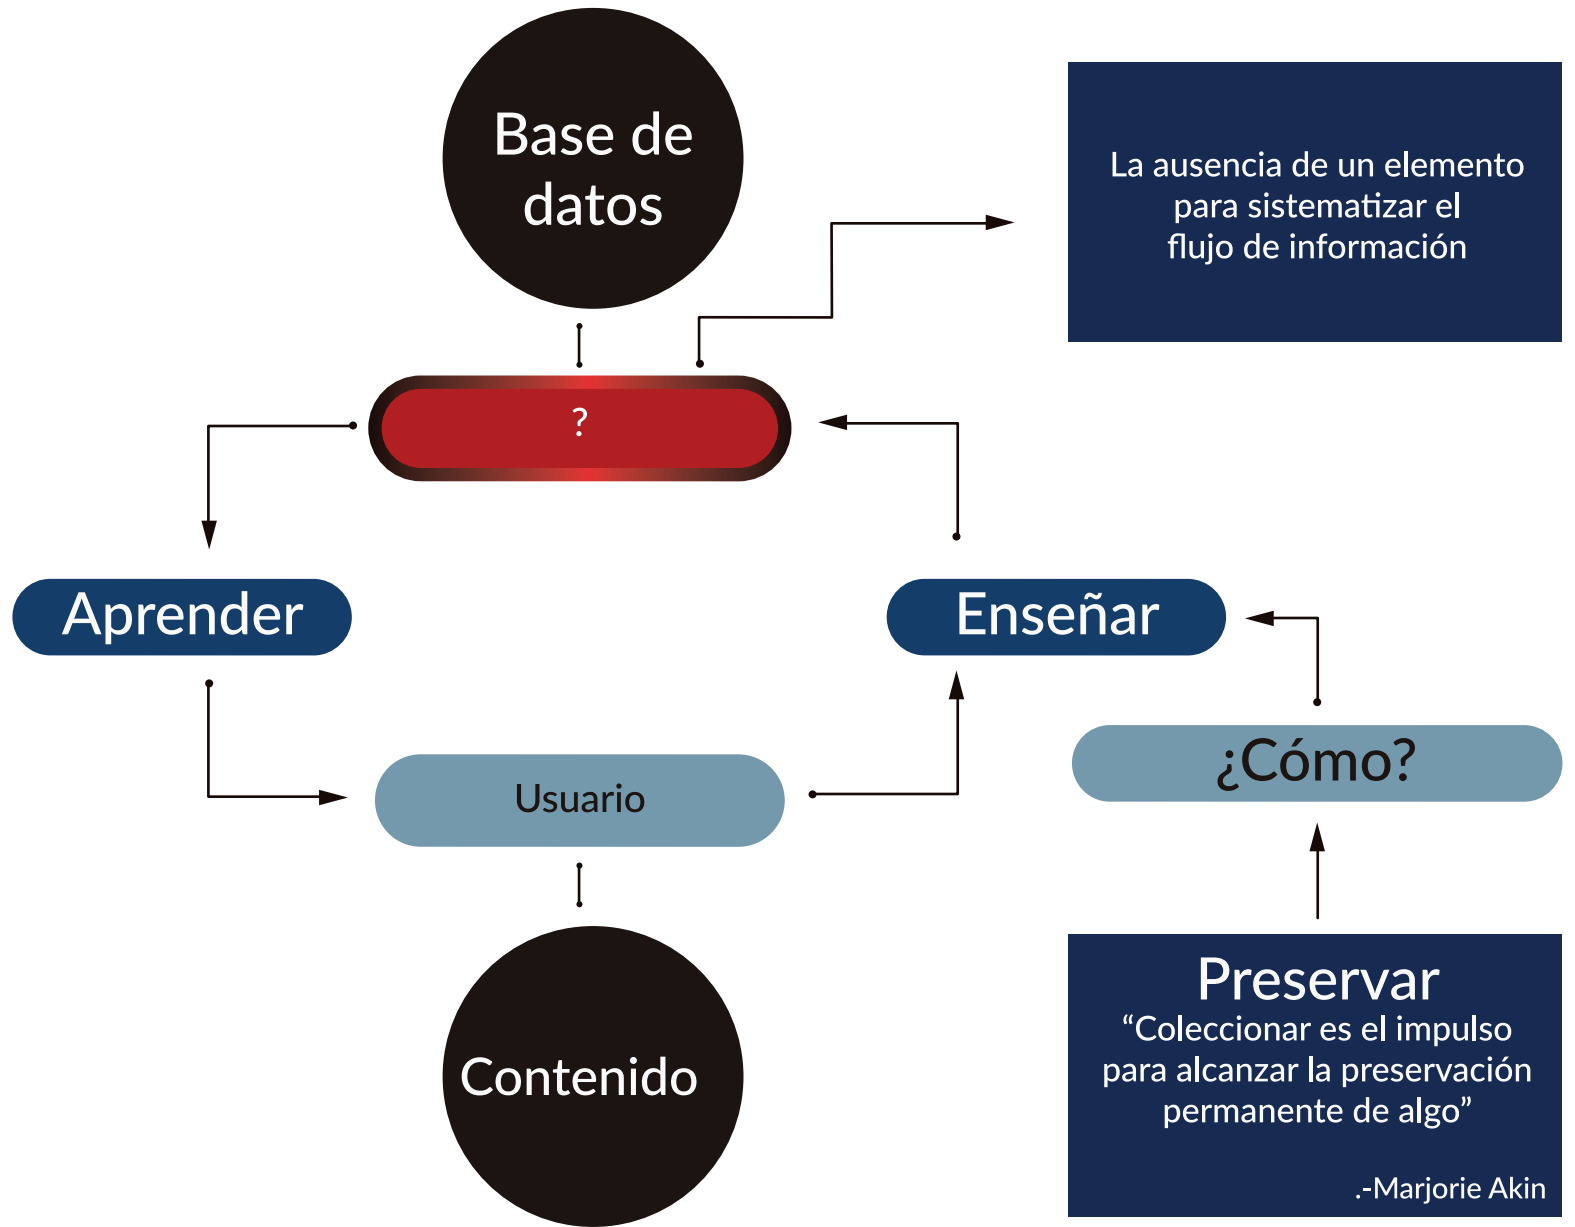 Base de
datos
La ausencia de un elemento
para sistematizar el
flujo de información
?
Aprender
Enseñar
Usuario
¿Cómo?
Contenido
Preservar
“Coleccionar es el impulso
para alcanzar la preservación
permanente de algo”
.-Marjorie Akin